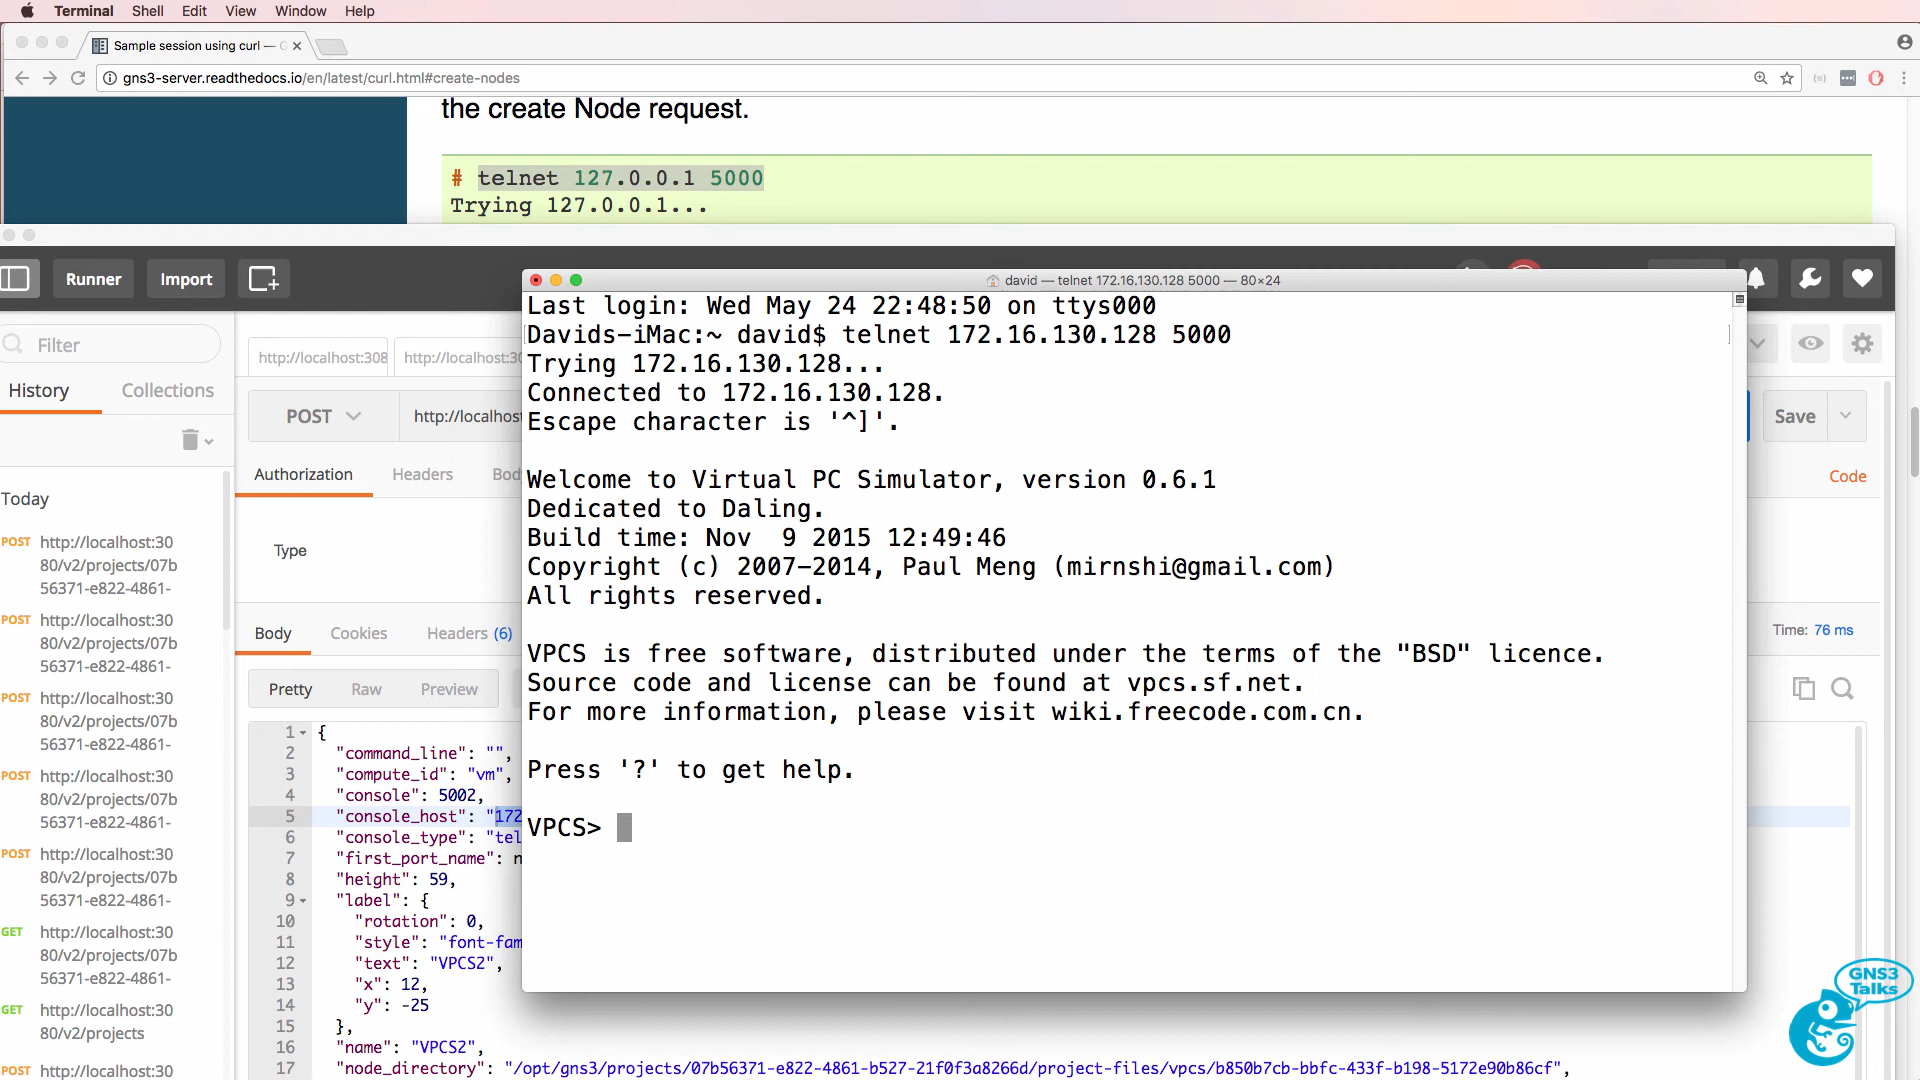 Terminal Shell Edit View Window Help
Sample session using curl — G
gns3-server.readthedocs.io/en/latest/curl.html#create-nodes
the create Node request.
# telnet 127.0.0.1 5000
Trying 127.0.0.1...
Runner Import
david — telnet 172.16.130.128 5000 — 80×24
Last login: Wed May 24 22:48:50 on ttys000
Davids-iMac:~ david$ telnet 172.16.130.128 5000
Trying 172.16.130.128...
Connected to 172.16.130.128.
Escape character is '^]'.
Welcome to Virtual PC Simulator, version 0.6.1
Dedicated to Daling.
Build time: Nov  9 2015 12:49:46
Copyright (c) 2007-2014, Paul Meng (mirnshi@gmail.com)
All rights reserved.
VPCS is free software, distributed under the terms of the "BSD" licence.
Source code and license can be found at vpcs.sf.net.
For more information, please visit wiki.freecode.com.cn.
Press '?' to get help.
VPCS>
Filter
History Collections
Today
POST http://localhost:30
80/v2/projects/07b
56371-e822-4861-
POST http://localhost:30
80/v2/projects/07b
56371-e822-4861-
POST http://localhost:30
80/v2/projects/07b
56371-e822-4861-
POST http://localhost:30
80/v2/projects/07b
56371-e822-4861-
POST http://localhost:30
80/v2/projects/07b
56371-e822-4861-
GET http://localhost:30
80/v2/projects/07b
56371-e822-4861-
GET http://localhost:30
80/v2/projects
POST http://localhost:30
http://localhost:308 http://localhost:30
POST http://localhos
Save
Authorization Headers Bod
Code
Type
Body Cookies Headers (6)
Time: 76 ms
Pretty Raw Preview
1 {
2 "command_line": "",
3 "compute_id": "vm",
4 "console": 5002,
5 "console_host": "172
6 "console_type": "tel
7 "first_port_name": n
8 "height": 59,
9 "label": {
10 "rotation": 0,
11 "style": "font-fam
12 "text": "VPCS2",
13 "x": 12,
14 "y": -25
15 },
16 "name": "VPCS2",
17 "node_directory": "/opt/gns3/projects/07b56371-e822-4861-b527-21f0f3a8266d/project-files/vpcs/b850b7cb-bbfc-433f-b198-5172e90b86cf",
GNS3
Talks